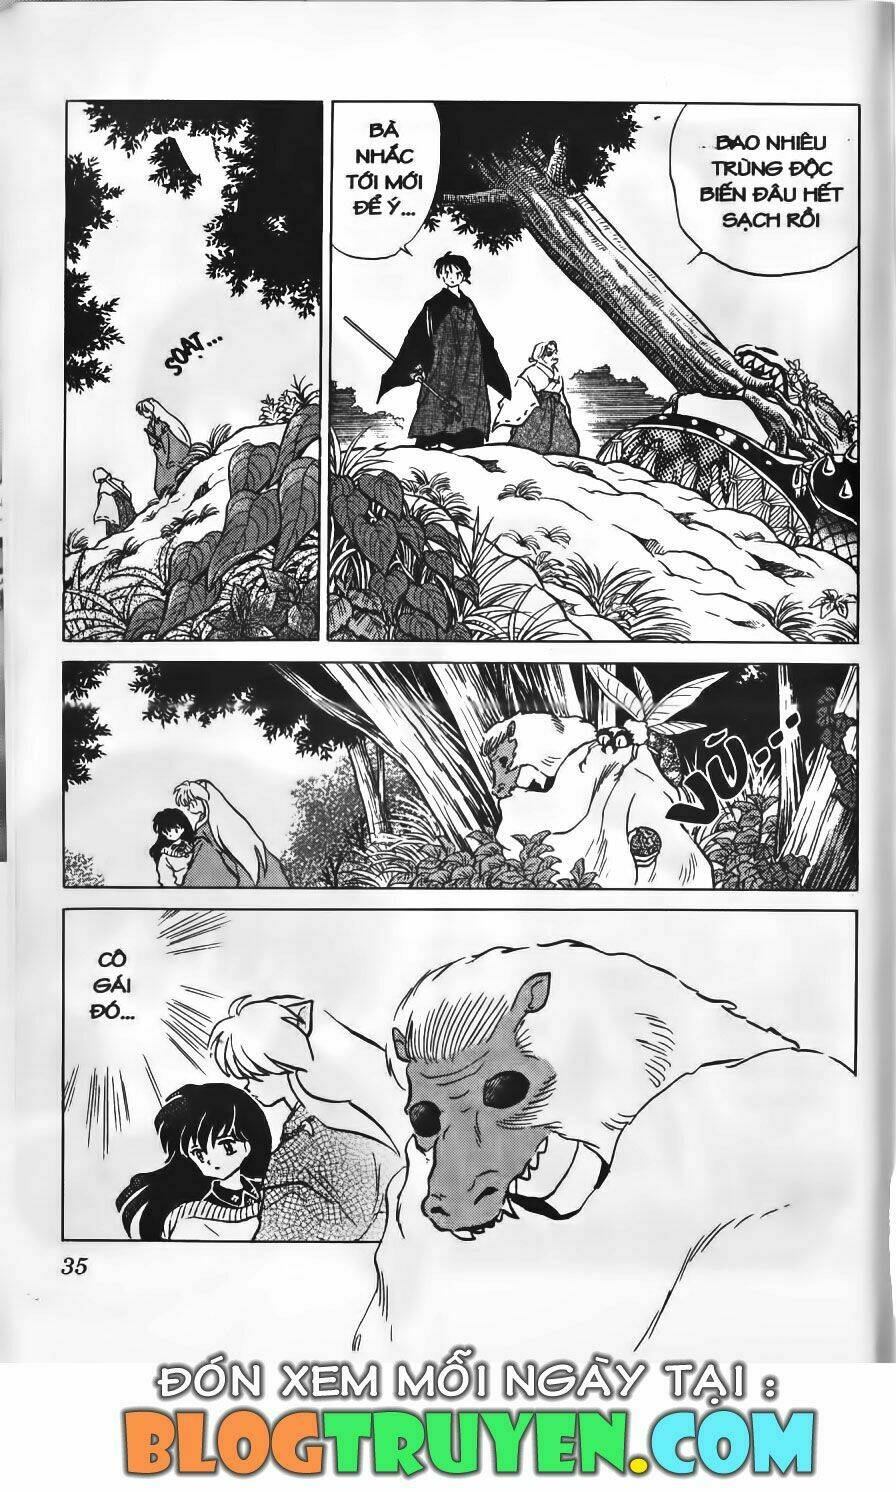 BAO NHIÊU
TRÙNG ĐỘC
BIẾN ĐÂU HẾT
SẠCH RỒI
BÀ
NHẮC
TỚI MỚI
ĐỂ Ý...
SOẠT...
VÙ...
CÔ
GÁI
ĐÓ...
35
ĐÓN XEM MỖI NGÀY TẠI :
BLOGTRUYEN.COM